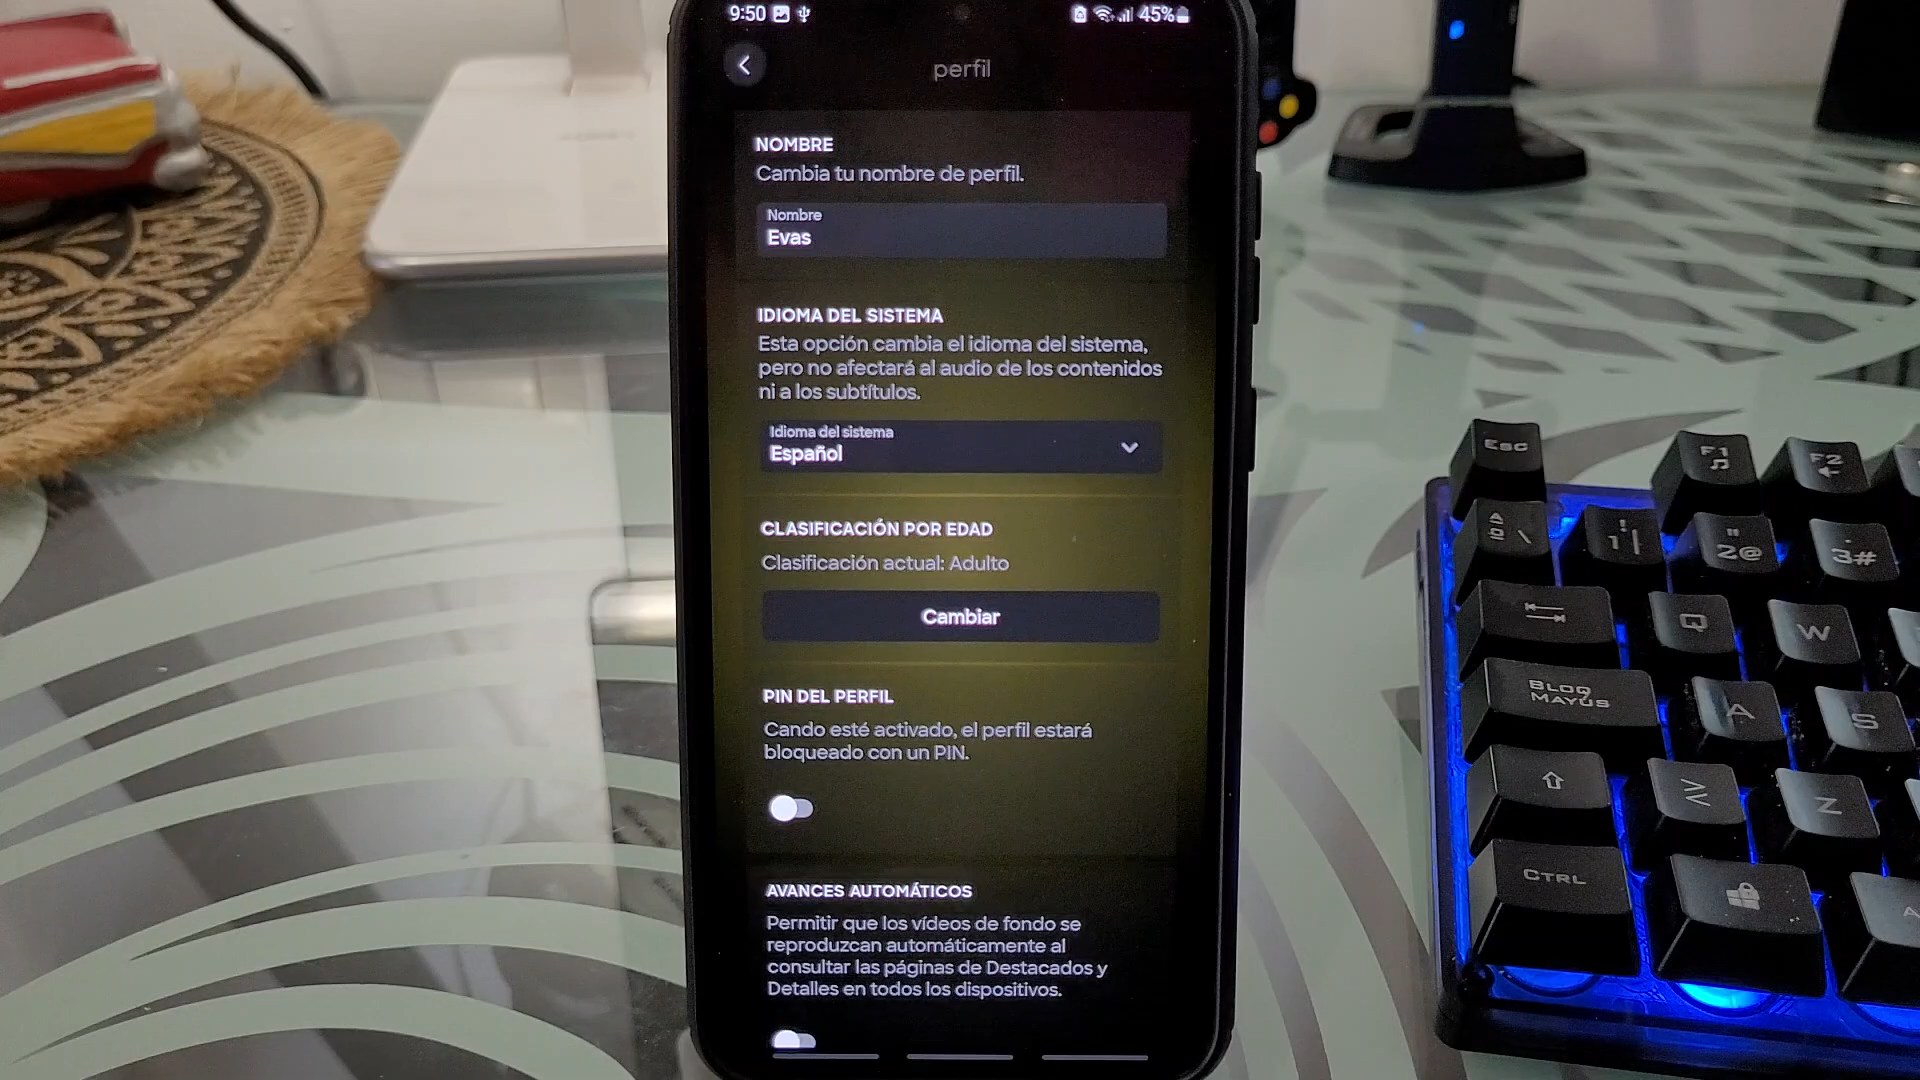 9:50
45%
perfil
NOMBRE
Cambia tu nombre de perfil.
Nombre
Evas
IDIOMA DEL SISTEMA
Esta opción cambia el idioma del sistema,
pero no afectará al audio de los contenidos
ni a los subtítulos.
Idioma del sistema
Español
CLASIFICACIÓN POR EDAD
Clasificación actual: Adulto
Cambiar
PIN DEL PERFIL
Cando esté activado, el perfil estará
bloqueado con un PIN.
AVANCES AUTOMÁTICOS
Permitir que los vídeos de fondo se
reproduzcan automáticamente al
consultar las páginas de Destacados y
Detalles en todos los dispositivos.
Esc F1 F2
ª º \ ! 1 | " 2 @ · 3 #
Q W
BLOQ
MAYÚS A S
> < Z
CTRL A